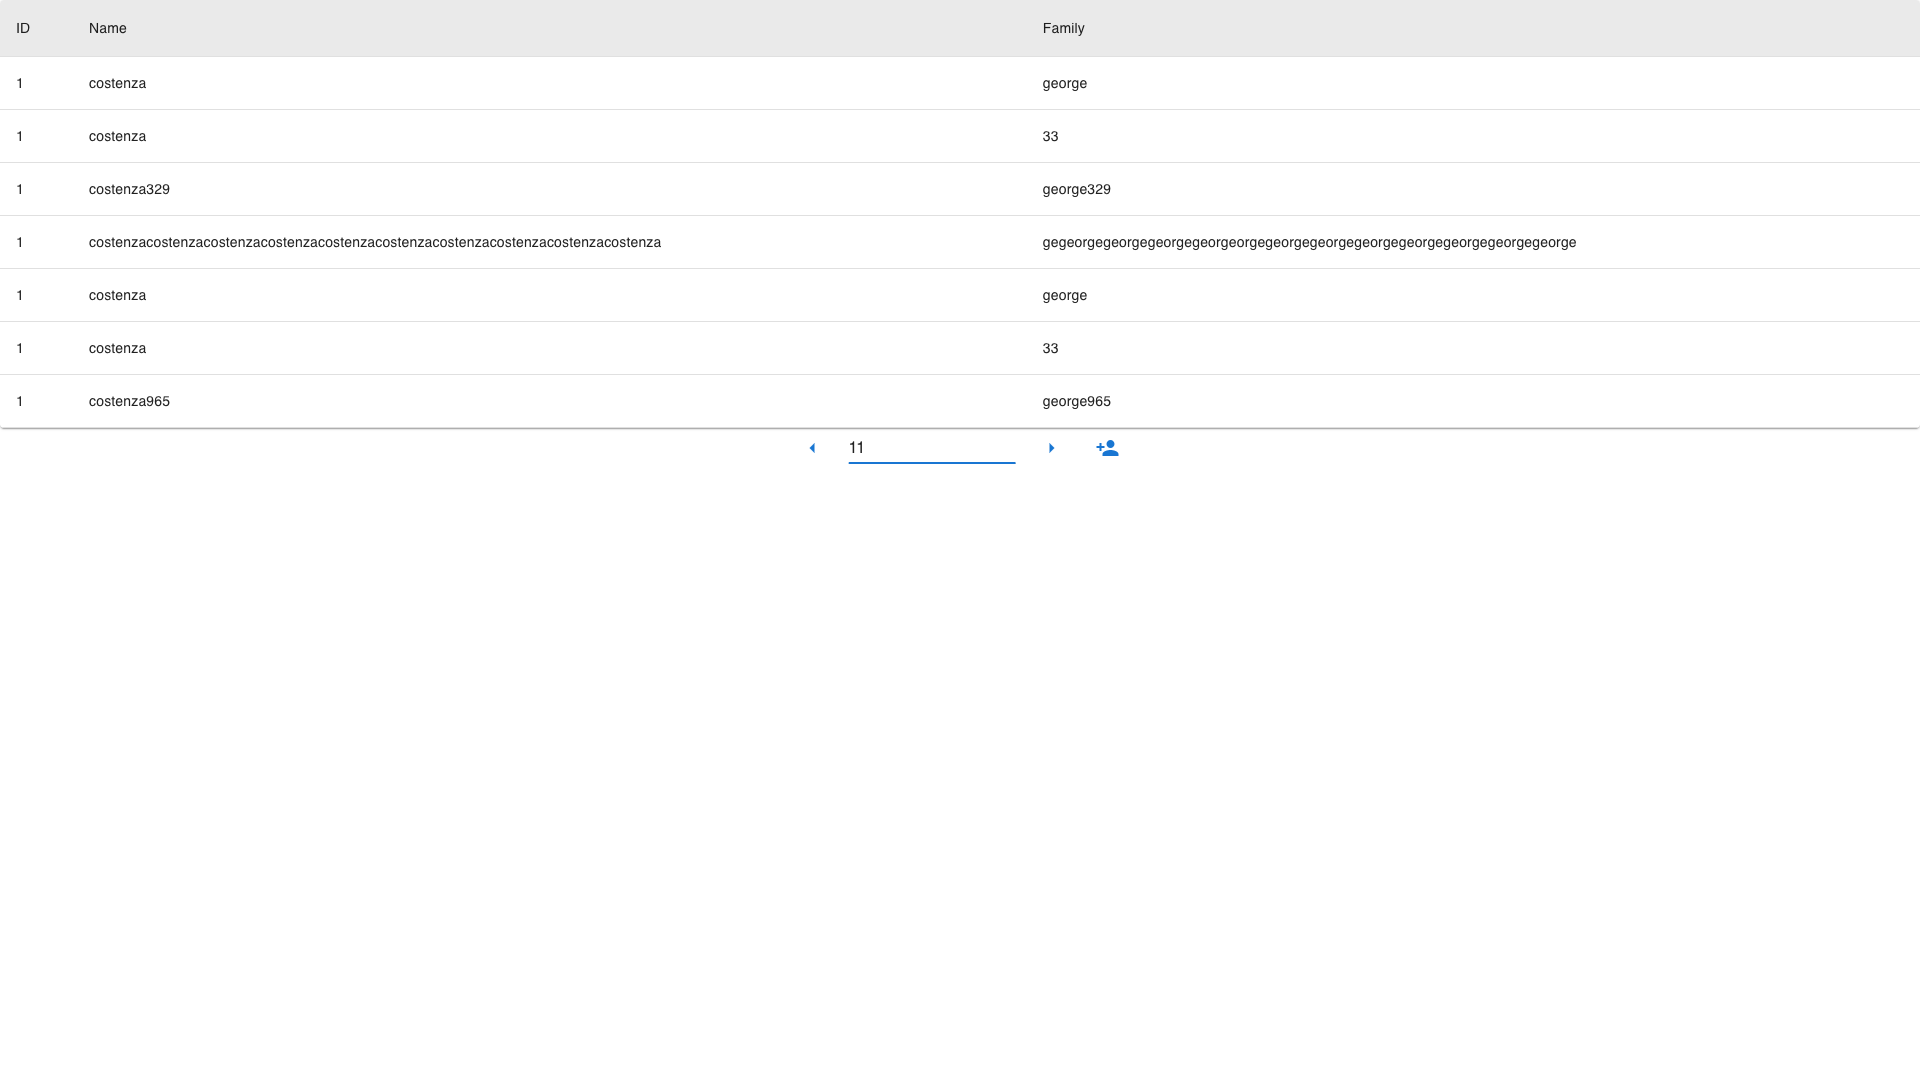 ID Name Family
1 costenza george
1 costenza 33
1 costenza329 george329
1 costenzacostenzacostenzacostenzacostenzacostenzacostenzacostenzacostenzacostenza gegeorgegeorgegeorgegeorgeorgegeorgegeorgegeorgegeorgegeorgegeorgegeorge
1 costenza george
1 costenza 33
1 costenza965 george965
11